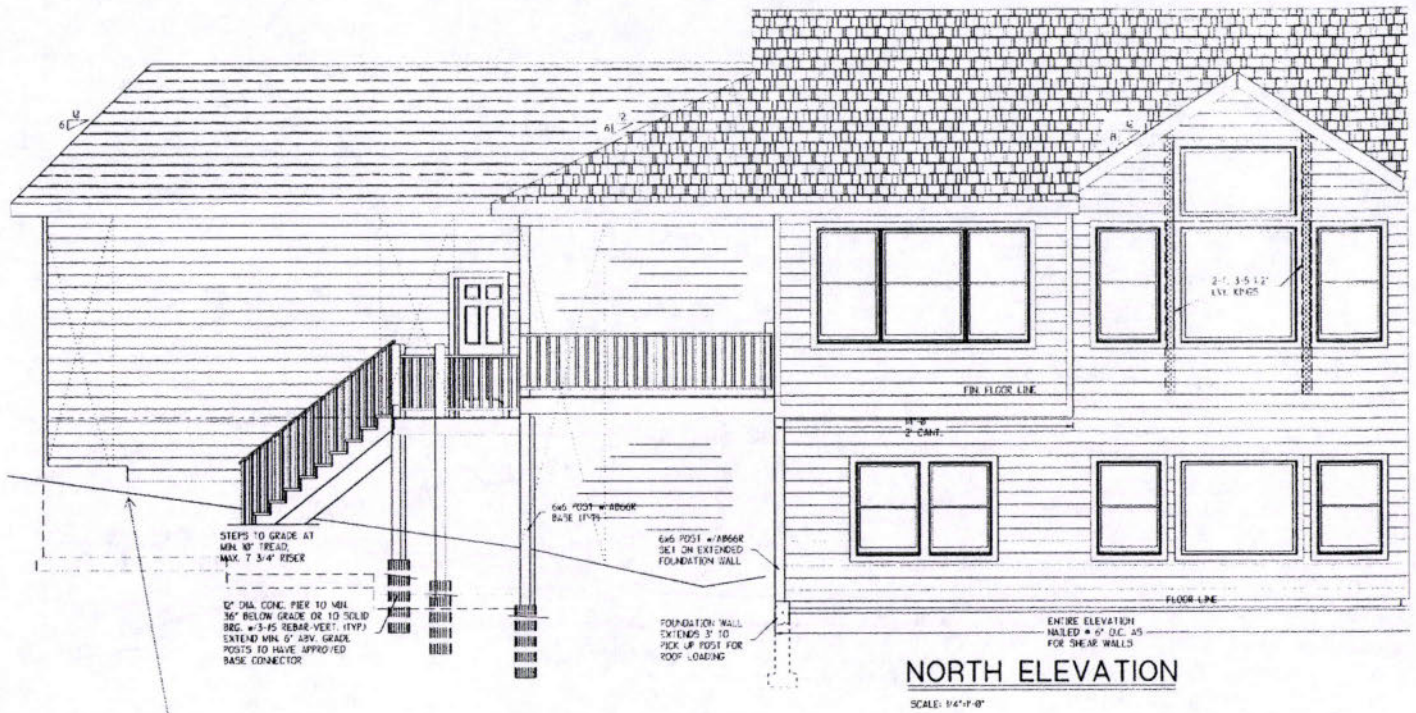 12
6
12
6
12
8
2-1. 3-5 1 2"
LVL KINGS
FIN FLOOR LINE
2' CANT.
6x6 POST w/AB66R
BASE (TYP)
6x6 POST w/AB66R
SET ON EXTENDED
FOUNDATION WALL
STEPS TO GRADE AT
MIN. 10" TREAD,
MAX. 7 3/4" RISER
12" DIA. CONC. PIER TO MIN.
36" BELOW GRADE OR TO SOLID
BRG. w/3-#5 REBAR-VERT. (TYP)
EXTEND MIN. 6" ABV. GRADE
POSTS TO HAVE APPROVED
BASE CONNECTOR
FOUNDATION WALL
EXTENDS 3' TO
PICK UP POST FOR
ROOF LOADING
FLOOR LINE
ENTIRE ELEVATION
NAILED @ 6" O.C. AS
FOR SHEAR WALLS
NORTH ELEVATION
SCALE: 1/4"=1'-0"